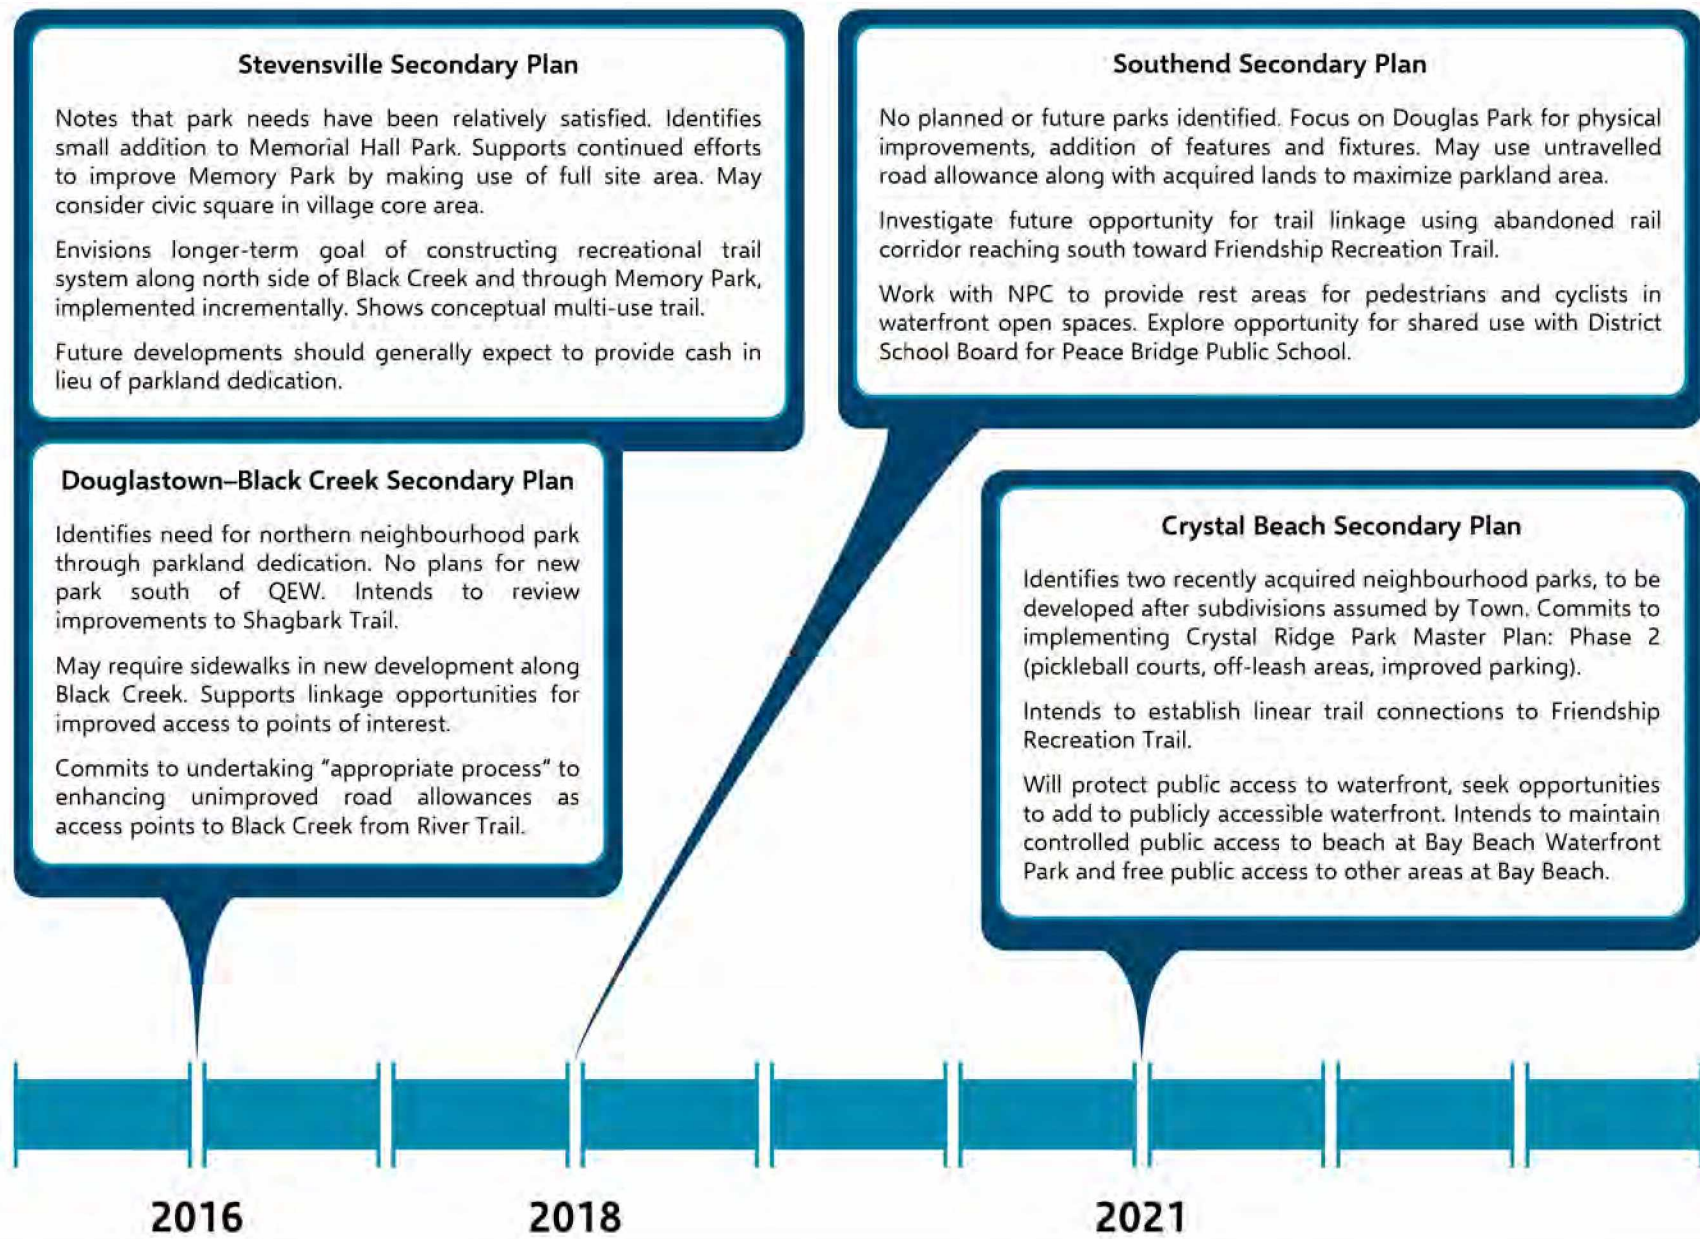 Stevensville Secondary Plan
Notes that park needs have been relatively satisfied. Identifies
small addition to Memorial Hall Park. Supports continued efforts
to improve Memory Park by making use of full site area. May
consider civic square in village core area.
Envisions longer-term goal of constructing recreational trail
system along north side of Black Creek and through Memory Park,
implemented incrementally. Shows conceptual multi-use trail.
Future developments should generally expect to provide cash in
lieu of parkland dedication.
Douglastown–Black Creek Secondary Plan
Identifies need for northern neighbourhood park
through parkland dedication. No plans for new
park south of QEW. Intends to review
improvements to Shagbark Trail.
May require sidewalks in new development along
Black Creek. Supports linkage opportunities for
improved access to points of interest.
Commits to undertaking “appropriate process” to
enhancing unimproved road allowances as
access points to Black Creek from River Trail.
Southend Secondary Plan
No planned or future parks identified. Focus on Douglas Park for physical
improvements, addition of features and fixtures. May use untravelled
road allowance along with acquired lands to maximize parkland area.
Investigate future opportunity for trail linkage using abandoned rail
corridor reaching south toward Friendship Recreation Trail.
Work with NPC to provide rest areas for pedestrians and cyclists in
waterfront open spaces. Explore opportunity for shared use with District
School Board for Peace Bridge Public School.
Crystal Beach Secondary Plan
Identifies two recently acquired neighbourhood parks, to be
developed after subdivisions assumed by Town. Commits to
implementing Crystal Ridge Park Master Plan: Phase 2
(pickleball courts, off-leash areas, improved parking).
Intends to establish linear trail connections to Friendship
Recreation Trail.
Will protect public access to waterfront, seek opportunities
to add to publicly accessible waterfront. Intends to maintain
controlled public access to beach at Bay Beach Waterfront
Park and free public access to other areas at Bay Beach.
2016
2018
2021